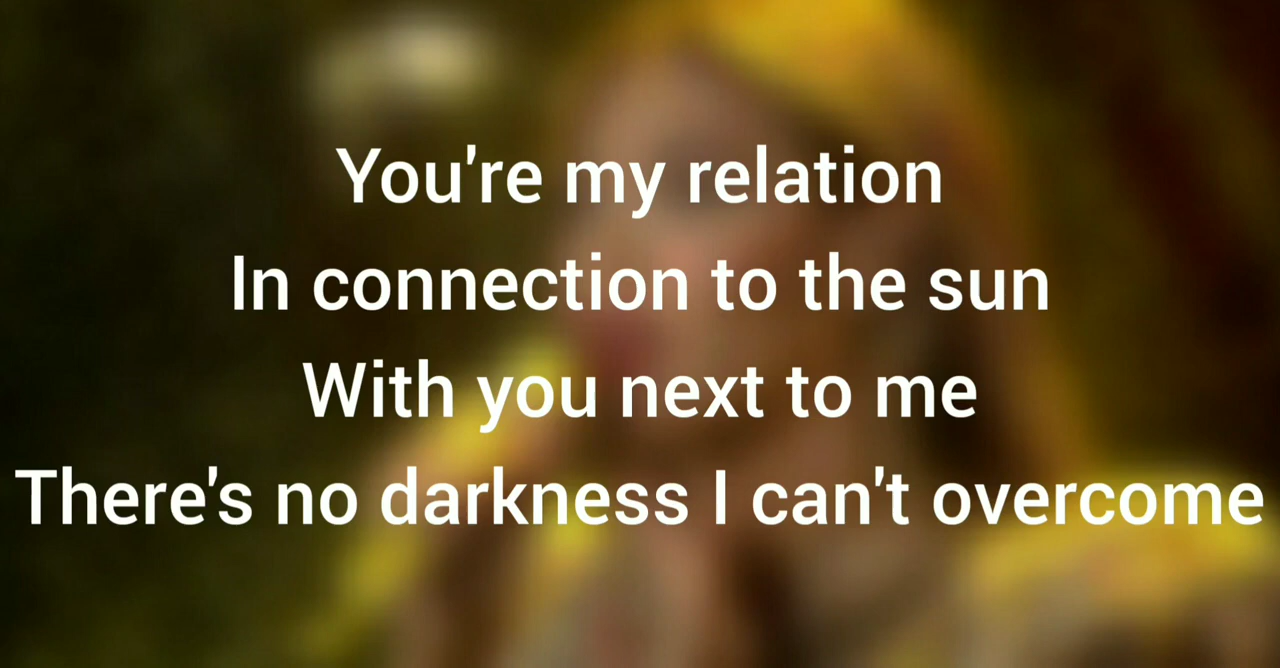 You're my relation
In connection to the sun
With you next to me
There's no darkness I can't overcome